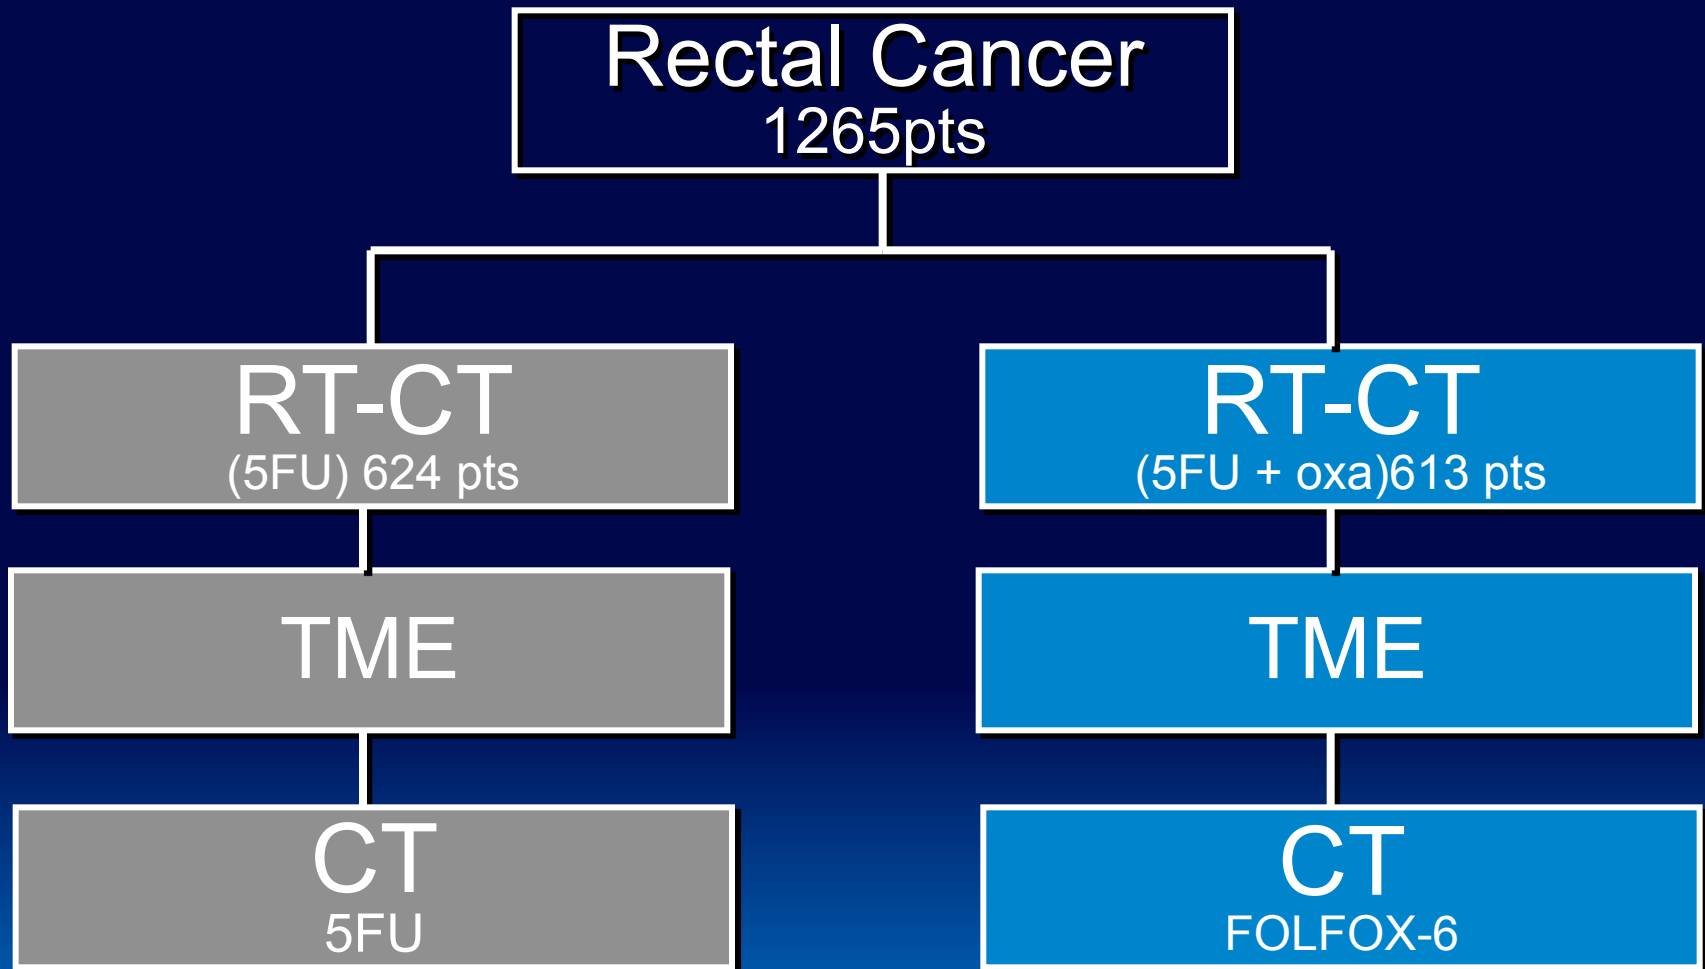 Rectal Cancer
1265pts
RT-CT
(5FU) 624 pts
RT-CT
(5FU + oxa)613 pts
TME
TME
CT
5FU
CT
FOLFOX-6